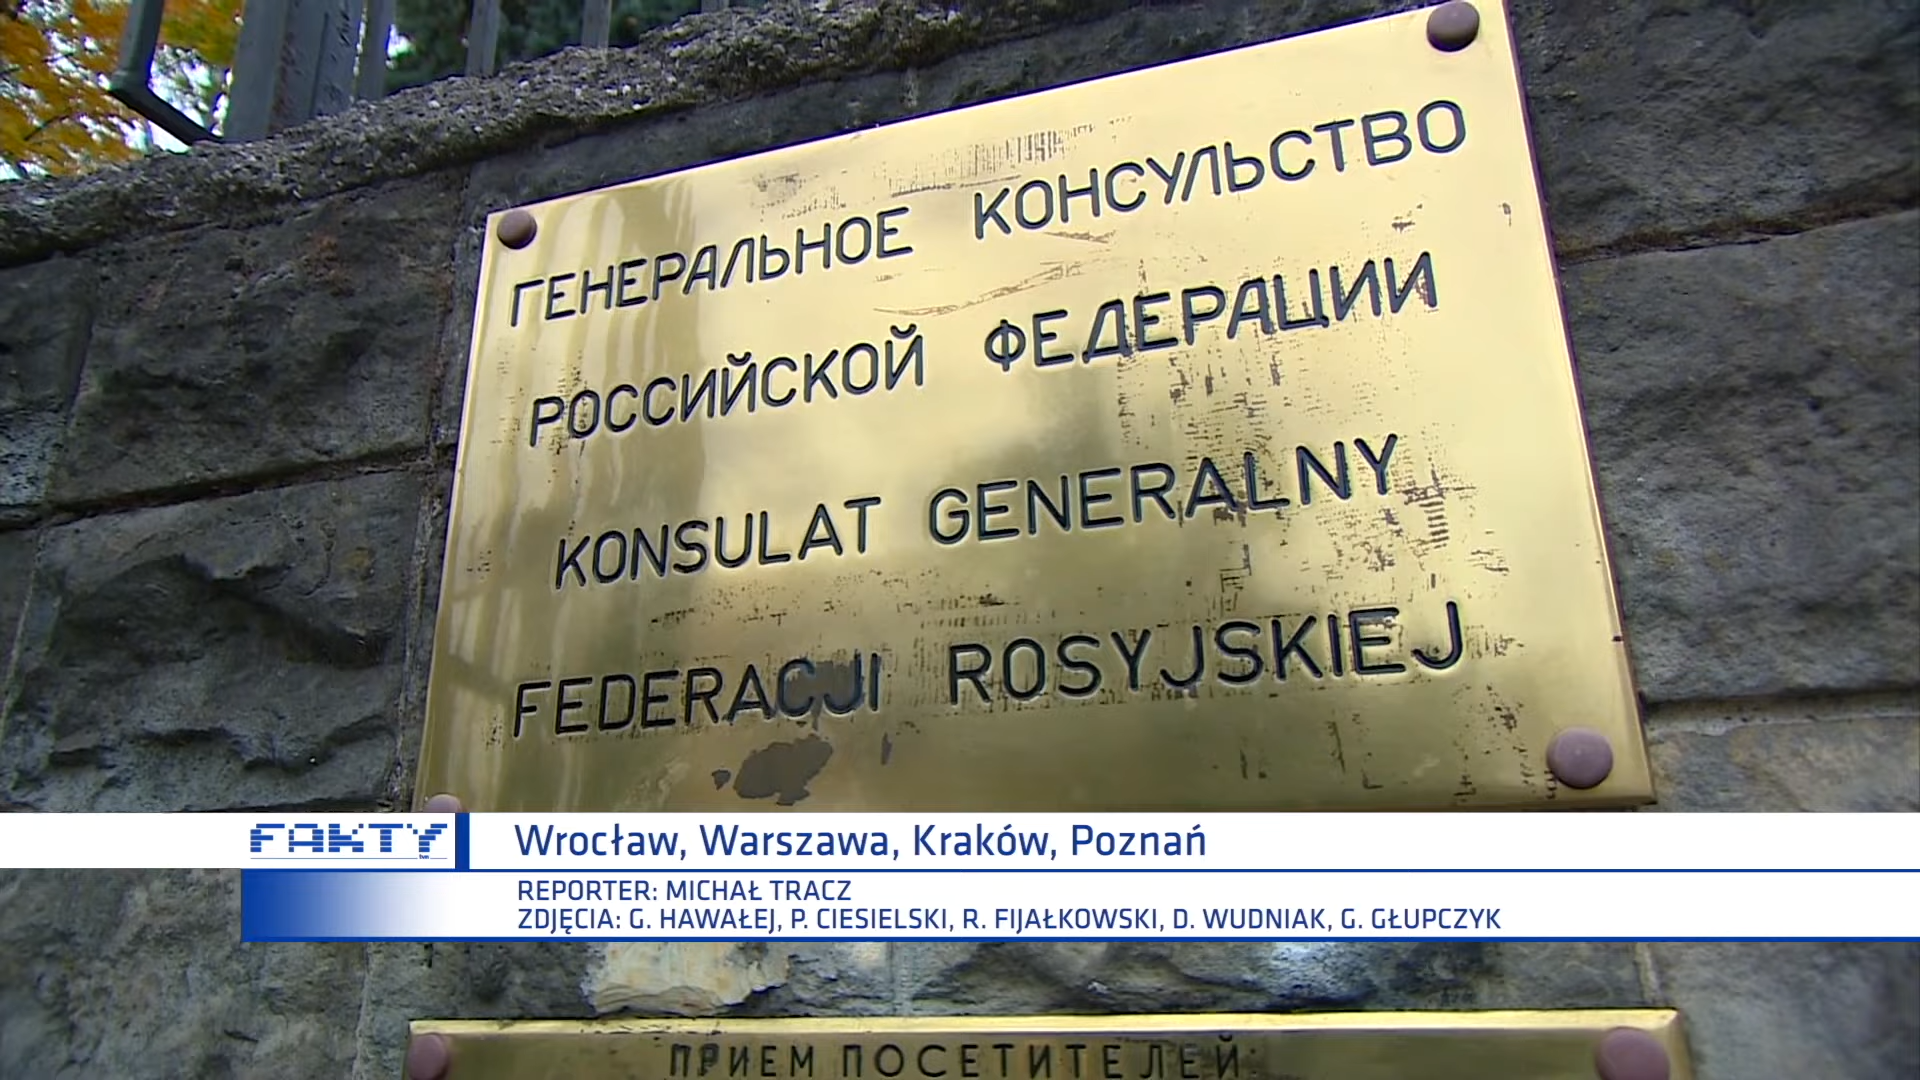 ГЕНЕРАЛЬНОЕ КОНСУЛЬСТВО
РОССИЙСКОЙ ФЕДЕРАЦИИ
KONSULAT GENERALNY
FEDERACJI ROSYJSKIEJ
FAKTY
Wrocław, Warszawa, Kraków, Poznań
REPORTER: MICHAŁ TRACZ
ZDJĘCIA: G. HAWAŁEJ, P. CIESIELSKI, R. FIJAŁKOWSKI, D. WUDNIAK, G. GŁUPCZYK
ПРИЕМ ПОСЕТИТЕЛЕЙ: